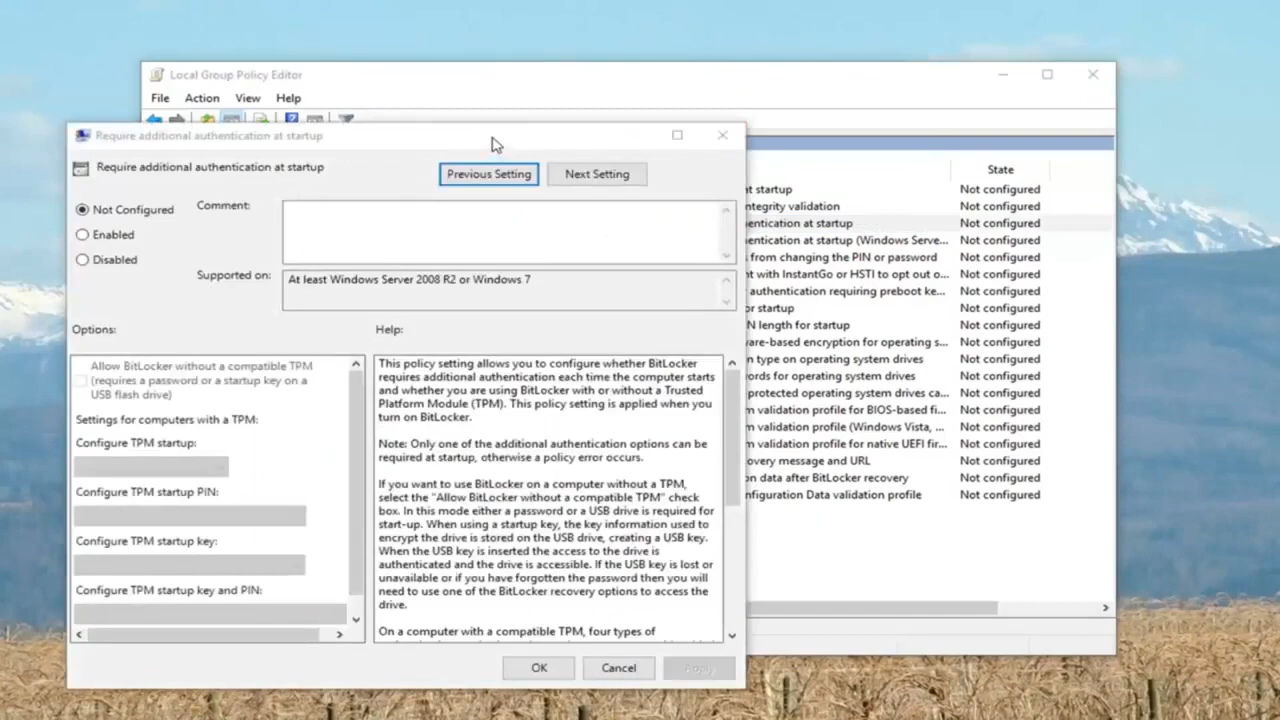 Local Group Policy Editor
File Action View Help
Require additional authentication at startup
Require additional authentication at startup
Previous Setting
Next Setting
Not Configured
Enabled
Disabled
Comment:
Supported on:
At least Windows Server 2008 R2 or Windows 7
Options:
Allow BitLocker without a compatible TPM
(requires a password or a startup key on a
USB flash drive)
Settings for computers with a TPM:
Configure TPM startup:
Configure TPM startup PIN:
Configure TPM startup key:
Configure TPM startup key and PIN:
Help:
This policy setting allows you to configure whether BitLocker
requires additional authentication each time the computer starts
and whether you are using BitLocker with or without a Trusted
Platform Module (TPM). This policy setting is applied when you
turn on BitLocker.
Note: Only one of the additional authentication options can be
required at startup, otherwise a policy error occurs.
If you want to use BitLocker on a computer without a TPM,
select the "Allow BitLocker without a compatible TPM" check
box. In this mode either a password or a USB drive is required for
start-up. When using a startup key, the key information used to
encrypt the drive is stored on the USB drive, creating a USB key.
When the USB key is inserted the access to the drive is
authenticated and the drive is accessible. If the USB key is lost or
unavailable or if you have forgotten the password then you will
need to use one of the BitLocker recovery options to access the
drive.
On a computer with a compatible TPM, four types of
OK
Cancel
Apply
State
at startup Not configured
integrity validation Not configured
entication at startup Not configured
entication at startup (Windows Serve... Not configured
from changing the PIN or password Not configured
t with InstantGo or HSTI to opt out o... Not configured
authentication requiring preboot ke... Not configured
or startup Not configured
N length for startup Not configured
are-based encryption for operating s... Not configured
n type on operating system drives Not configured
ords for operating system drives Not configured
protected operating system drives ca... Not configured
m validation profile for BIOS-based fi... Not configured
m validation profile (Windows Vista, ... Not configured
m validation profile for native UEFI fir... Not configured
overy message and URL Not configured
on data after BitLocker recovery Not configured
nfiguration Data validation profile Not configured